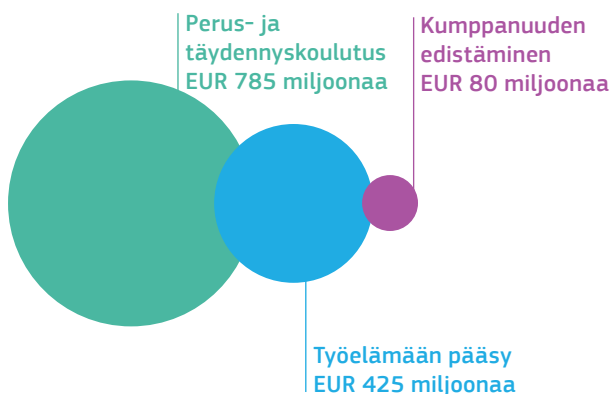 Perus- ja
täydennyskoulutus
EUR 785 miljoonaa
Kumppanuuden
edistäminen
EUR 80 miljoonaa
Työelämään pääsy
EUR 425 miljoonaa